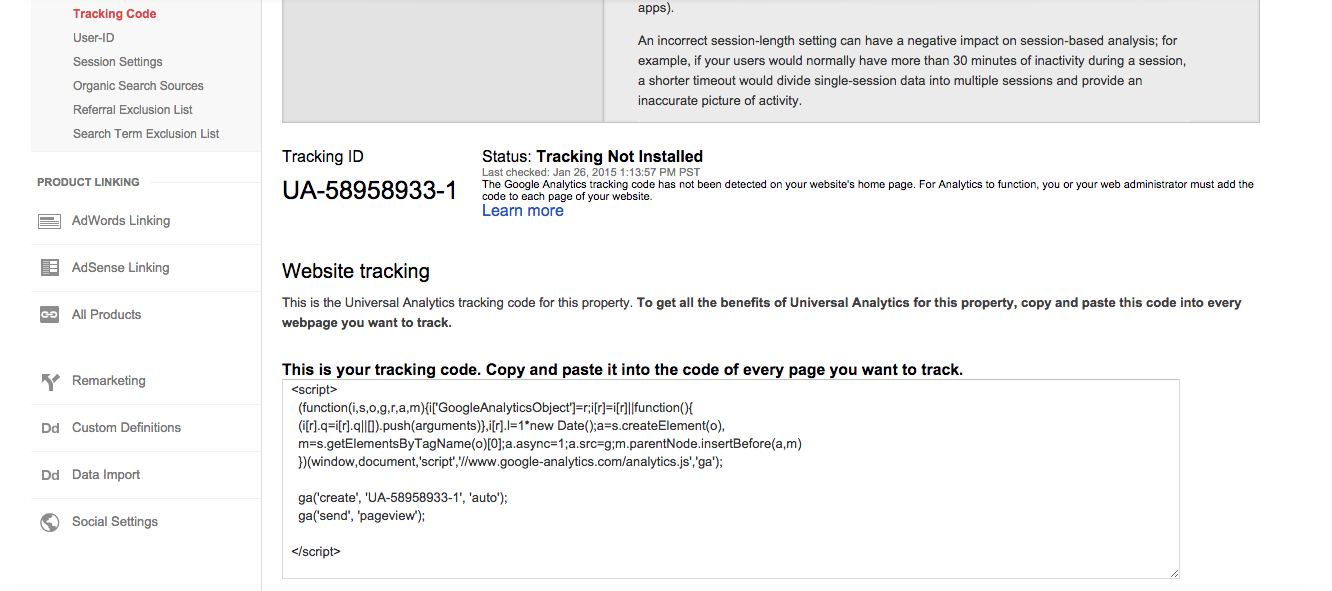 Tracking Code
User-ID
Session Settings
Organic Search Sources
Referral Exclusion List
Search Term Exclusion List
PRODUCT LINKING
AdWords Linking
AdSense Linking
All Products
Remarketing
Dd Custom Definitions
Dd Data Import
Social Settings
apps).
An incorrect session-length setting can have a negative impact on session-based analysis; for
example, if your users would normally have more than 30 minutes of inactivity during a session,
a shorter timeout would divide single-session data into multiple sessions and provide an
inaccurate picture of activity.
Tracking ID
UA-58958933-1
Status: Tracking Not Installed
Last checked: Jan 26, 2015 1:13:57 PM PST
The Google Analytics tracking code has not been detected on your website's home page. For Analytics to function, you or your web administrator must add the
code to each page of your website.
Learn more
Website tracking
This is the Universal Analytics tracking code for this property. To get all the benefits of Universal Analytics for this property, copy and paste this code into every
webpage you want to track.
This is your tracking code. Copy and paste it into the code of every page you want to track.
<script>
(function(i,s,o,g,r,a,m){i['GoogleAnalyticsObject']=r;i[r]=i[r]||function(){
(i[r].q=i[r].q||[]).push(arguments)},i[r].l=1*new Date();a=s.createElement(o),
m=s.getElementsByTagName(o)[0];a.async=1;a.src=g;m.parentNode.insertBefore(a,m)
})(window,document,'script','//www.google-analytics.com/analytics.js','ga');
ga('create', 'UA-58958933-1', 'auto');
ga('send', 'pageview');
</script>